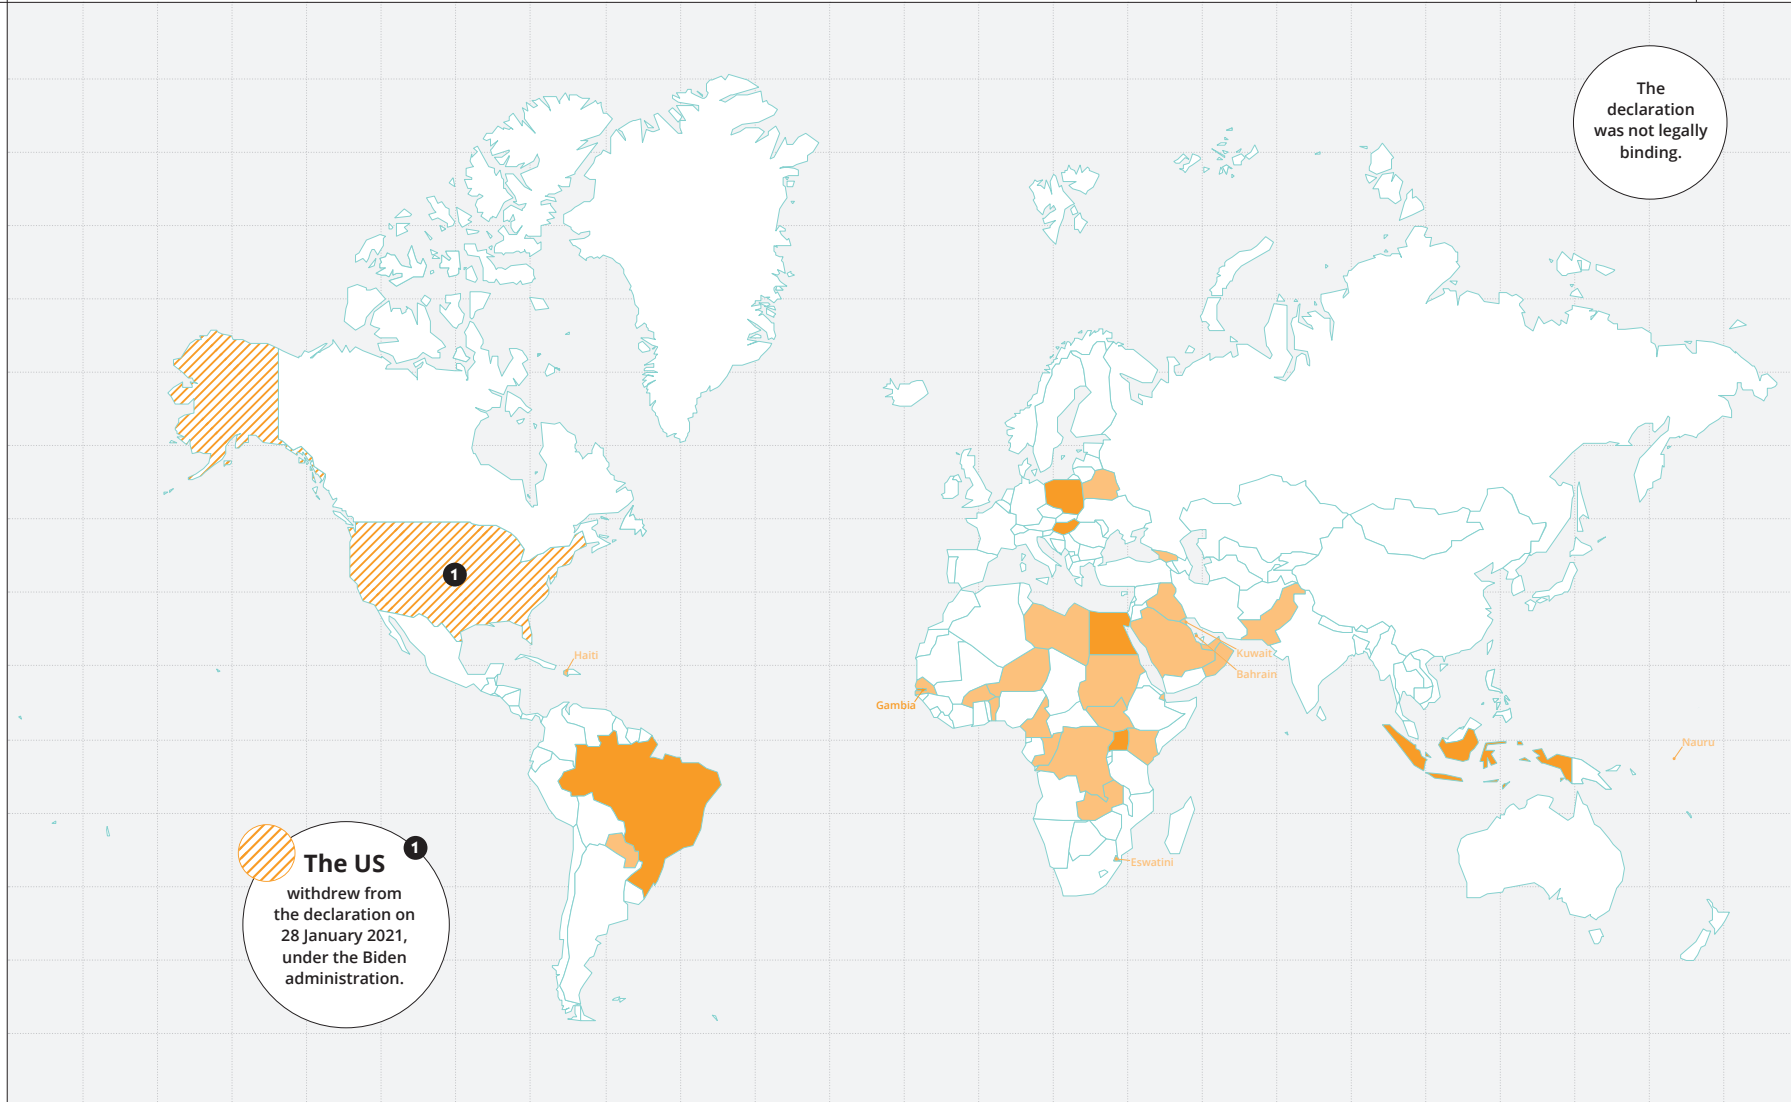 The
declaration
was not legally
binding.
1
Haiti
Kuwait
Bahrain
Gambia
Nauru
Eswatini
1
The US
withdrew from
the declaration on
28 January 2021,
under the Biden
administration.